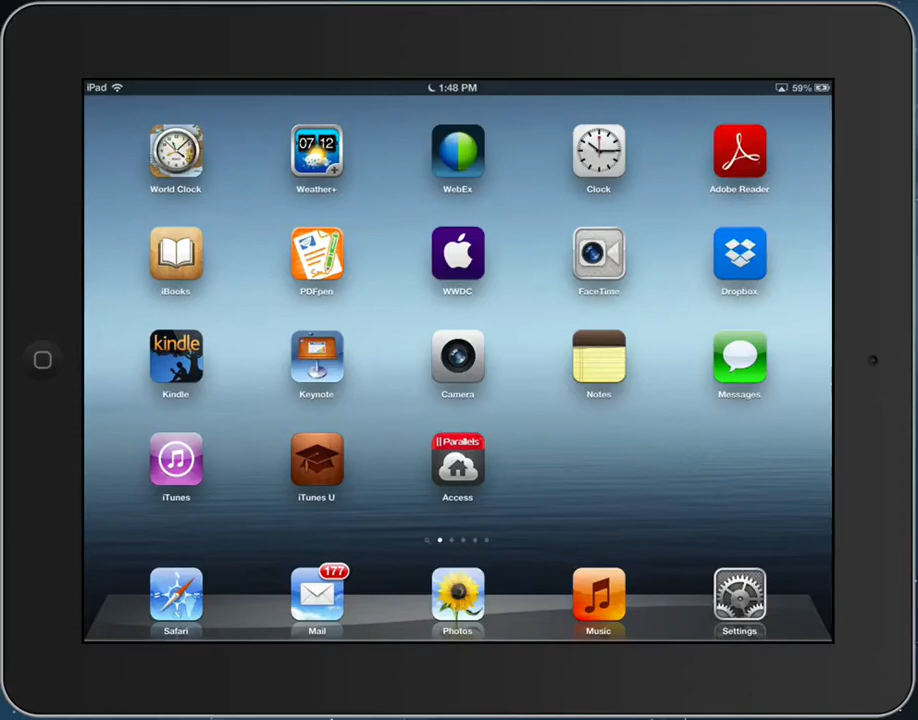 iPad 1:48 PM 59%
World Clock 07 12 Weather+ WebEx Clock Adobe Reader
iBooks PDFpen WWDC FaceTime Dropbox
kindle
Kindle Keynote Camera Notes Messages
|| Parallels
iTunes iTunes U Access
177
Safari Mail Photos Music Settings